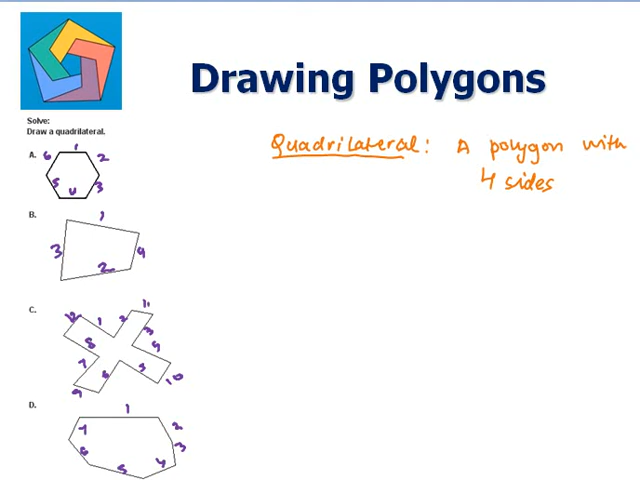 Drawing Polygons
Solve:
Draw a quadrilateral.
Quadrilateral: A polygon with
4 sides
A.
6 1 2
5 4 3
B.
1
3 4
2
C.
12 1 2 11
8 3
4
7 6 5 10
9
D.
1
7 2
3
6 5 4